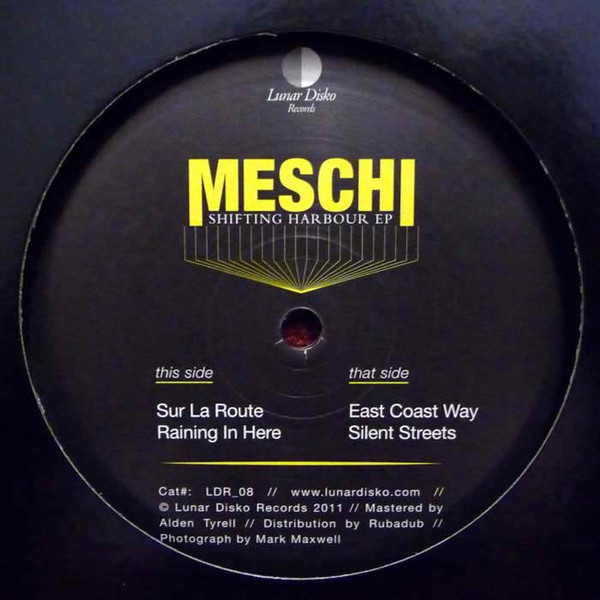 Lunar Disko
Records
MESCHI
SHIFTING HARBOUR EP
this side
Sur La Route
Raining In Here
that side
East Coast Way
Silent Streets
Cat#: LDR_08 // www.lunardisko.com //
© Lunar Disko Records 2011 // Mastered by
Alden Tyrell // Distribution by Rubadub //
Photograph by Mark Maxwell